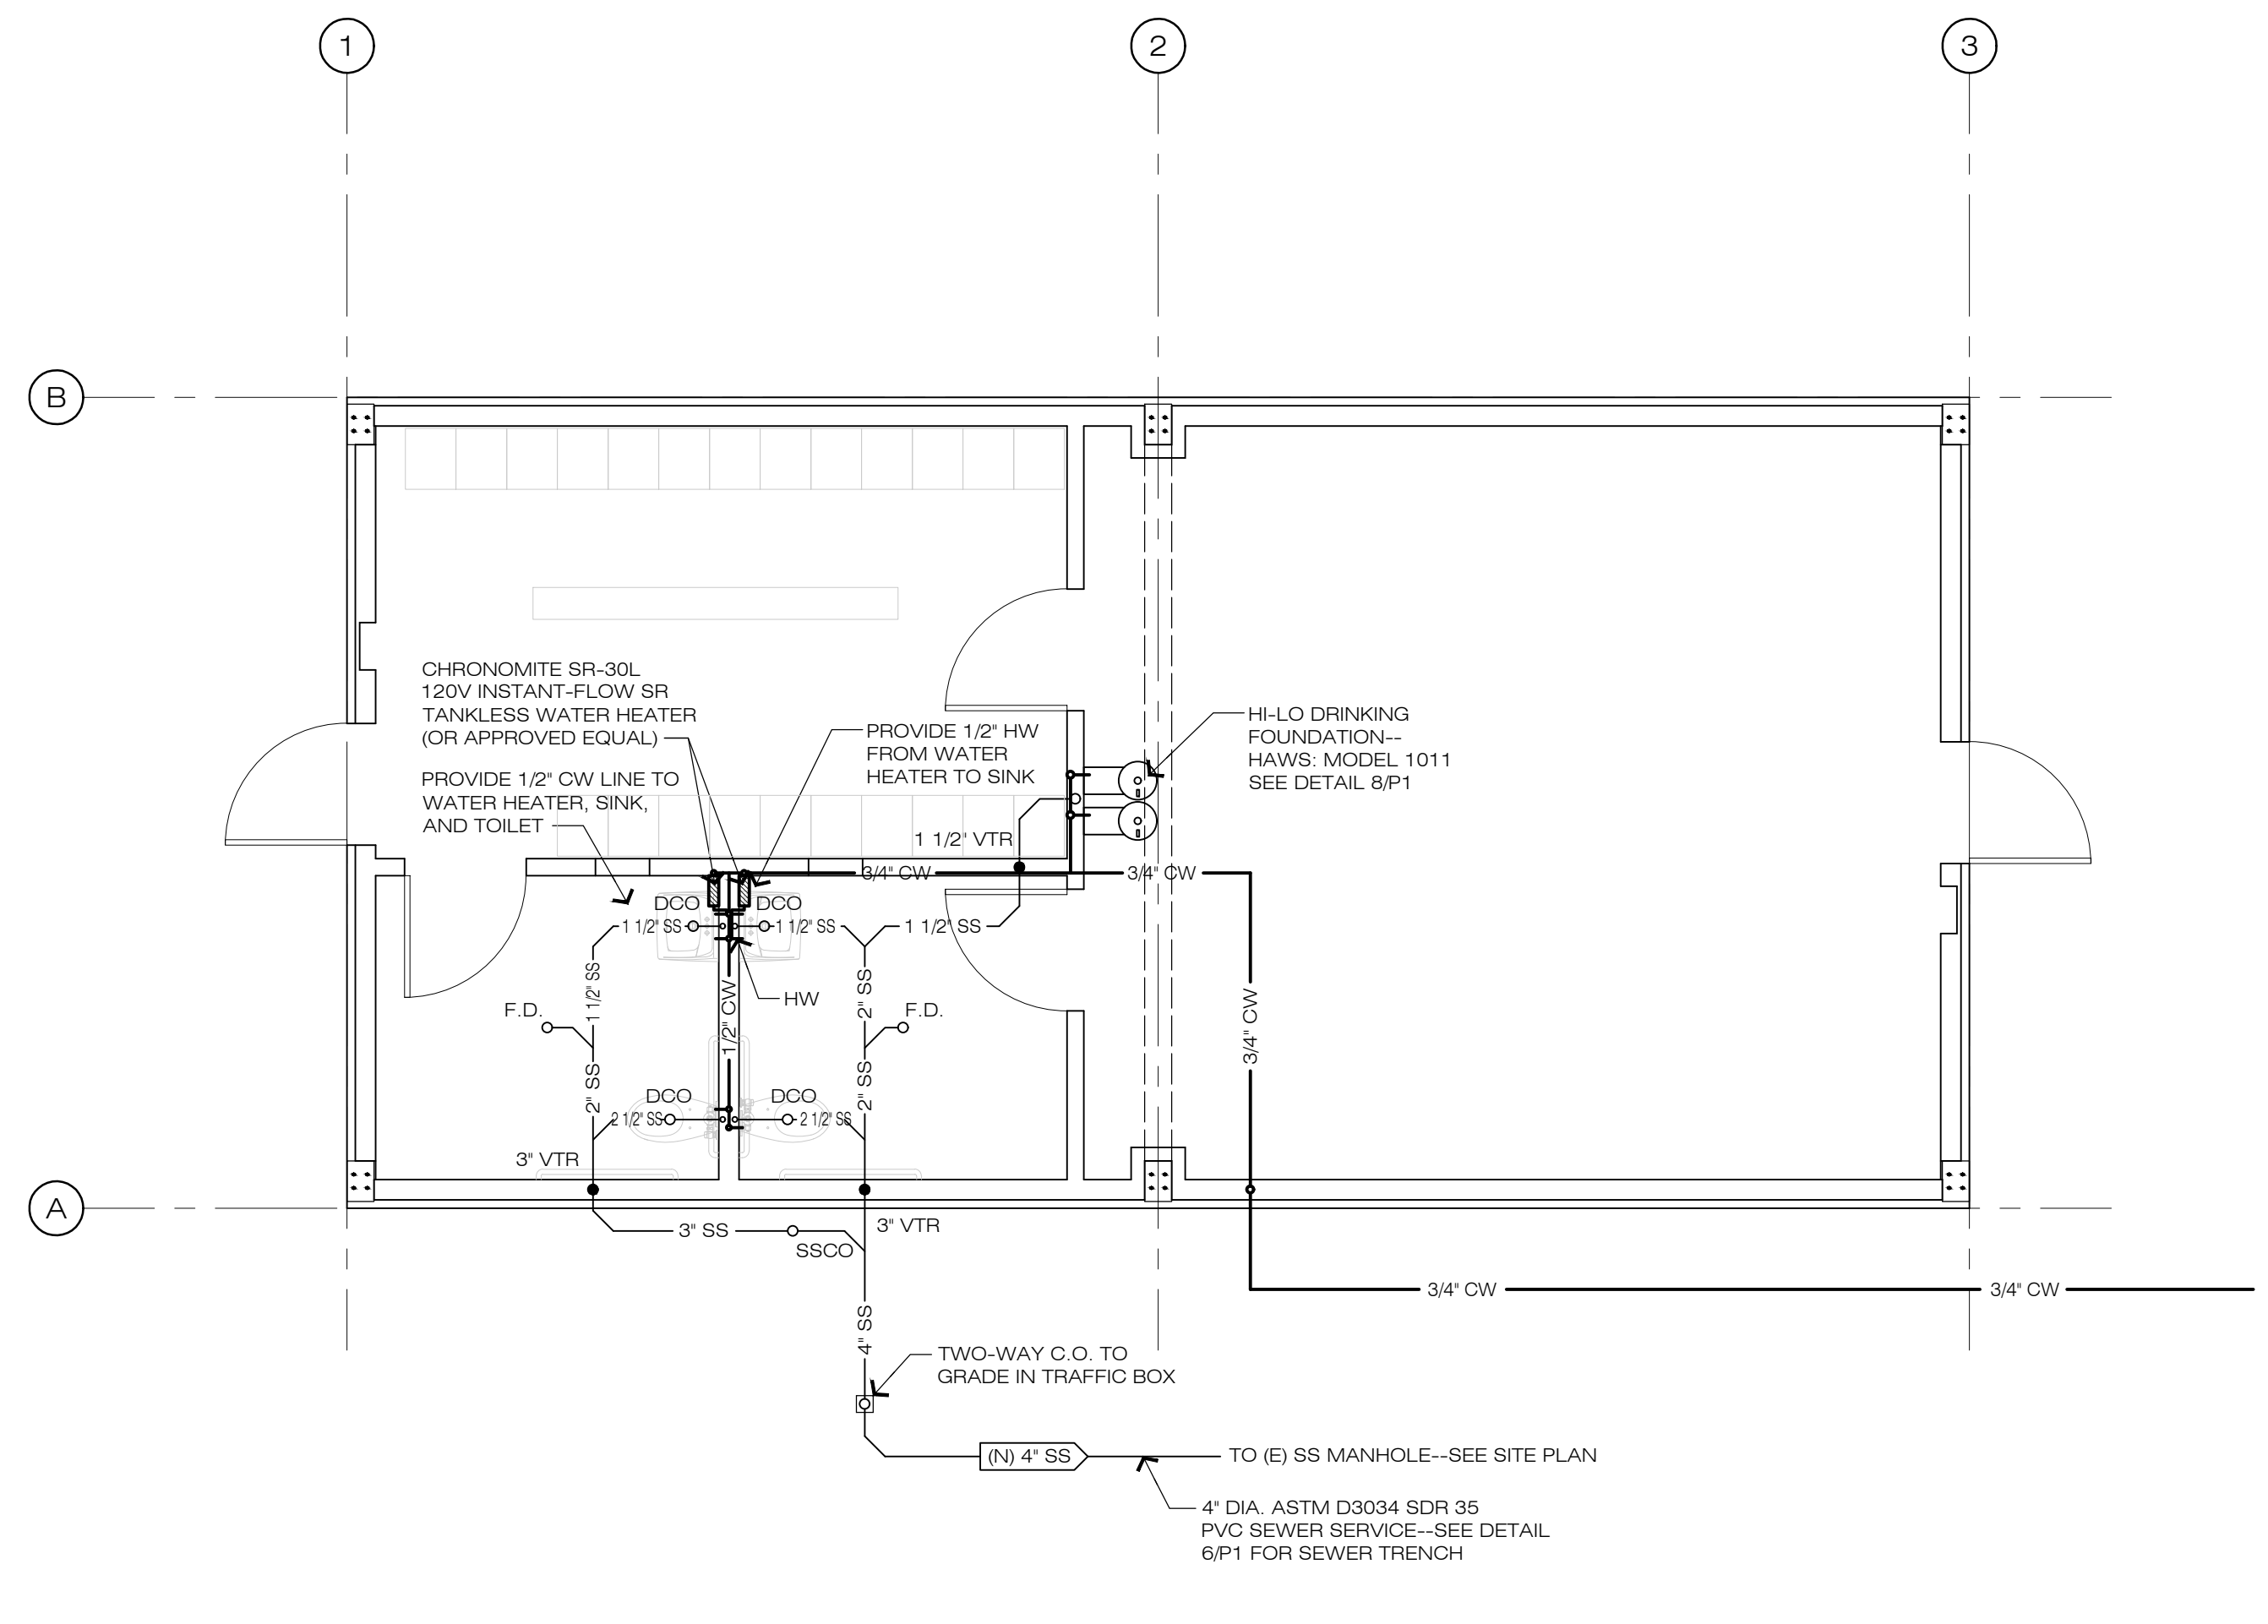 1
2
3
B
CHRONOMITE SR-30L
120V INSTANT-FLOW SR
TANKLESS WATER HEATER
(OR APPROVED EQUAL)
PROVIDE 1/2" HW
FROM WATER
HEATER TO SINK
HI-LO DRINKING
FOUNDATION--
HAWS: MODEL 1011
SEE DETAIL 8/P1
PROVIDE 1/2" CW LINE TO
WATER HEATER, SINK,
AND TOILET
1 1/2" VTR
3/4" CW
3/4" CW
DCO
DCO
1 1/2" SS
1 1/2" SS
1 1/2" SS
1 1/2" SS
2" SS
HW
1/2" CW
F.D.
F.D.
3/4" CW
2" SS
2" SS
DCO
DCO
2 1/2" SS
2 1/2" SS
3" VTR
A
3" SS
3" VTR
SSCO
3/4" CW
3/4" CW
4" SS
TWO-WAY C.O. TO
GRADE IN TRAFFIC BOX
(N) 4" SS
TO (E) SS MANHOLE--SEE SITE PLAN
4" DIA. ASTM D3034 SDR 35
PVC SEWER SERVICE--SEE DETAIL
6/P1 FOR SEWER TRENCH